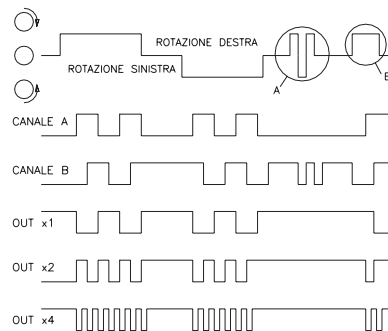 ROTAZIONE DESTRA
ROTAZIONE SINISTRA
A
B
CANALE A
CANALE B
OUT x1
OUT x2
OUT x4